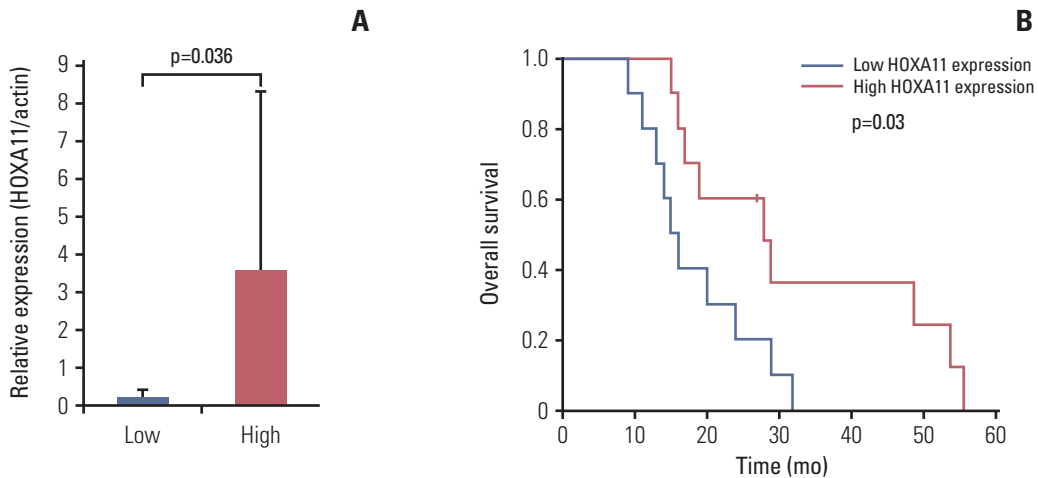 A
p=0.036
9
8
7
6
5
4
3
2
1
0
Relative expression (HOXA11/actin)
Low
High
B
Low HOXA11 expression
High HOXA11 expression
p=0.03
1.0
0.8
0.6
0.4
0.2
0
Overall survival
0
10
20
30
40
50
60
Time (mo)